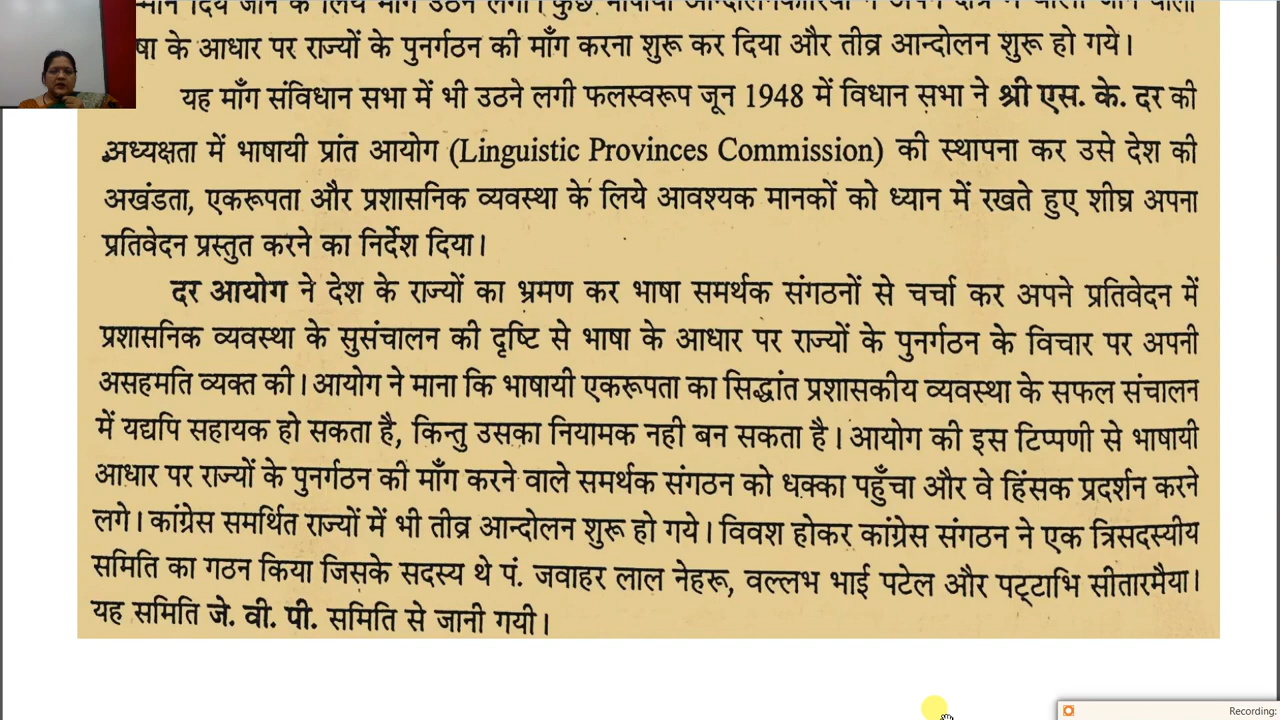 षा के आधार पर राज्यों के पुनर्गठन की माँग करना शुरू कर दिया और तीव्र आन्दोलन शुरू हो गये।
यह माँग संविधान सभा में भी उठने लगी फलस्वरूप जून 1948 में विधान सभा ने श्री एस. के. दर की
अध्यक्षता में भाषायी प्रांत आयोग (Linguistic Provinces Commission) की स्थापना कर उसे देश की
अखंडता, एकरूपता और प्रशासनिक व्यवस्था के लिये आवश्यक मानकों को ध्यान में रखते हुए शीघ्र अपना
प्रतिवेदन प्रस्तुत करने का निर्देश दिया।
दर आयोग ने देश के राज्यों का भ्रमण कर भाषा समर्थक संगठनों से चर्चा कर अपने प्रतिवेदन में
प्रशासनिक व्यवस्था के सुसंचालन की दृष्टि से भाषा के आधार पर राज्यों के पुनर्गठन के विचार पर अपनी
असहमति व्यक्त की। आयोग ने माना कि भाषायी एकरूपता का सिद्धांत प्रशासकीय व्यवस्था के सफल संचालन
में यद्यपि सहायक हो सकता है, किन्तु उसका नियामक नही बन सकता है। आयोग की इस टिप्पणी से भाषायी
आधार पर राज्यों के पुनर्गठन की माँग करने वाले समर्थक संगठन को धक्का पहुँचा और वे हिंसक प्रदर्शन करने
लगे। कांग्रेस समर्थित राज्यों में भी तीव्र आन्दोलन शुरू हो गये। विवश होकर कांग्रेस संगठन ने एक त्रिसदस्यीय
समिति का गठन किया जिसके सदस्य थे पं. जवाहर लाल नेहरू, वल्लभ भाई पटेल और पट्टाभि सीतारमैया।
यह समिति जे. वी. पी. समिति से जानी गयी।
Recording: